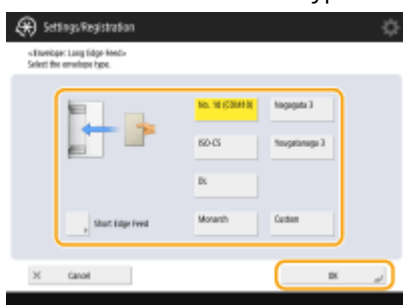 Settings/Registration
<Envelope: Long Edge Feed>
Select the envelope type.
No. 10 (COM10)
Nagagata 3
ISO-C5
Yougatanaga 3
DL
Short Edge Feed
Monarch
Custom
Cancel
OK